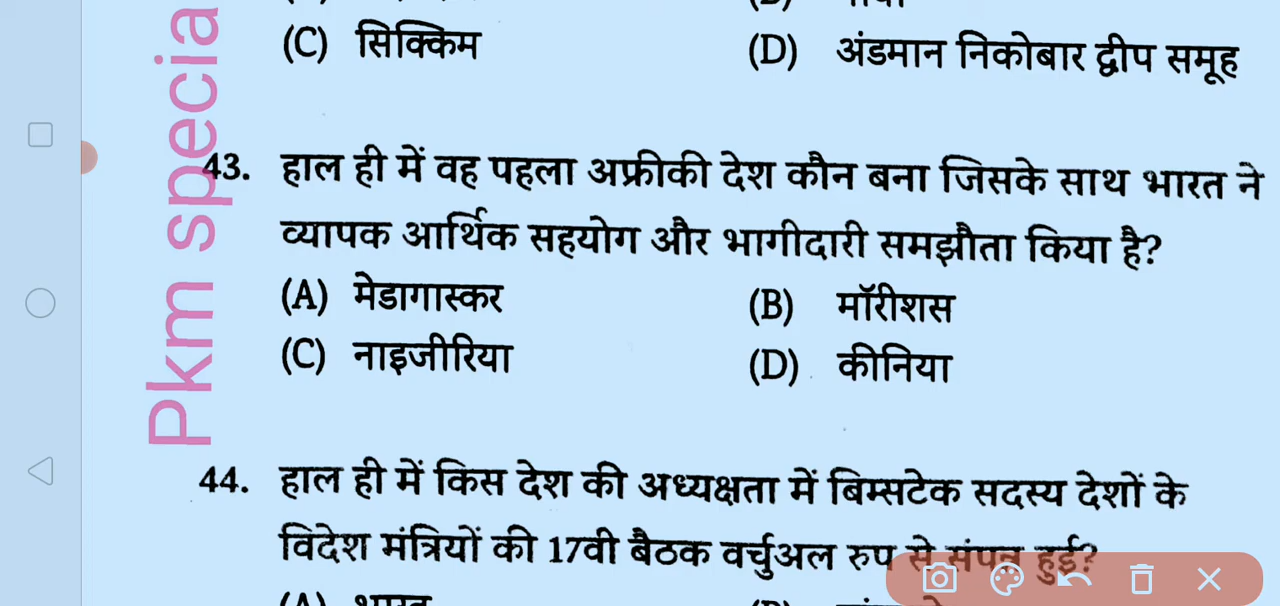 (C) सिक्किम (D) अंडमान निकोबार द्वीप समूह
Pkm specia
43. हाल ही में वह पहला अफ्रीकी देश कौन बना जिसके साथ भारत ने
व्यापक आर्थिक सहयोग और भागीदारी समझौता किया है?
(A) मेडागास्कर (B) मॉरीशस
(C) नाइजीरिया (D) कीनिया
44. हाल ही में किस देश की अध्यक्षता में बिम्सटेक सदस्य देशों के
विदेश मंत्रियों की 17वी बैठक वर्चुअल रुप से संपन्न हुई?
(A) भारत